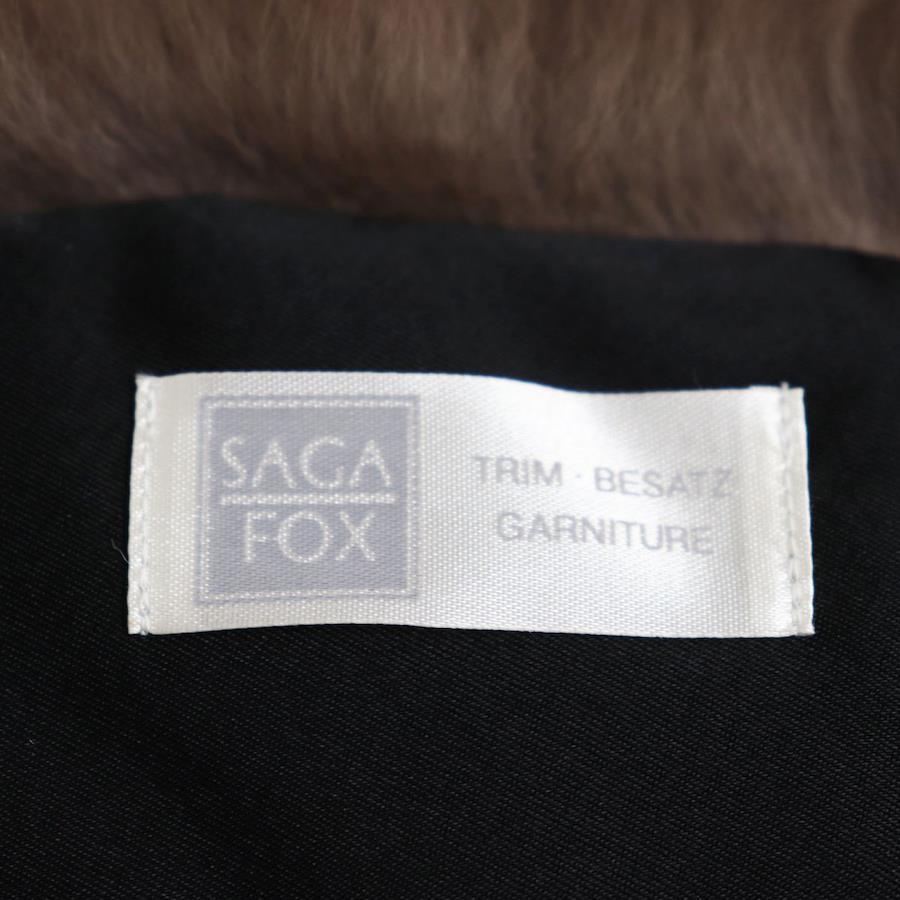 SAGA
FOX
TRIM · BESATZ
GARNITURE